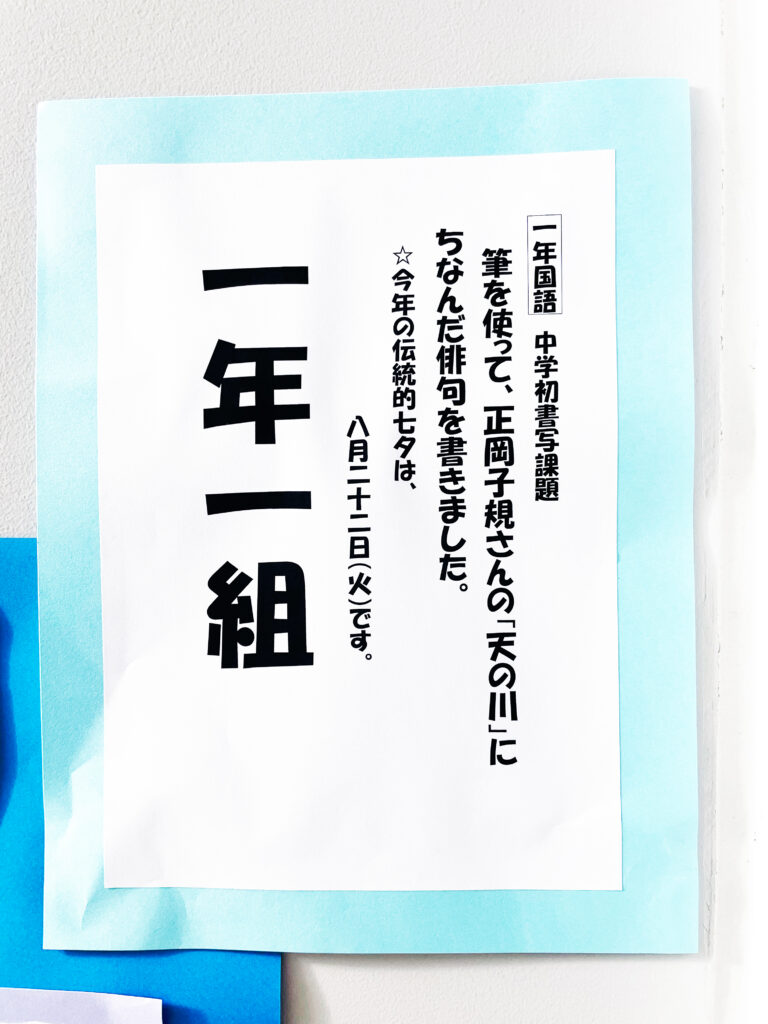 一年国語 中学初書写課題
筆を使って、正岡子規さんの「天の川」に
ちなんだ俳句を書きました。
☆今年の伝統的七夕は、
八月二十二日(火)です。
一年一組